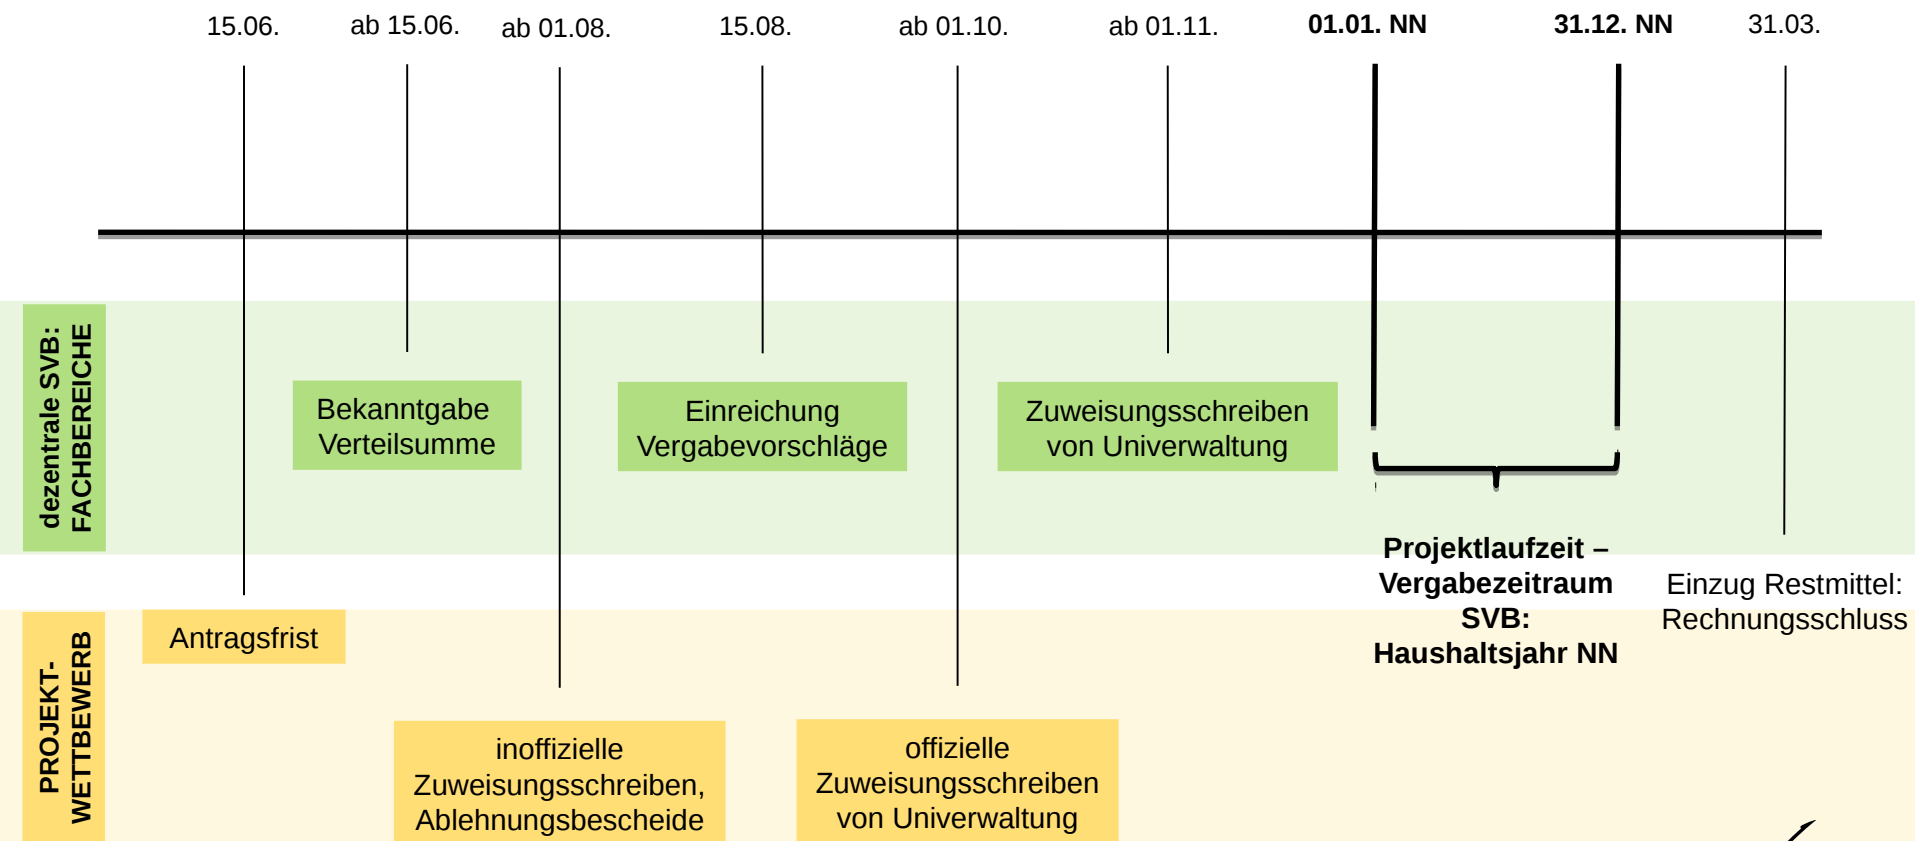 15.06.
ab 15.06.
ab 01.08.
15.08.
ab 01.10.
ab 01.11.
01.01. NN
31.12. NN
31.03.
dezentrale SVB:
FACHBEREICHE
Bekanntgabe
Verteilsumme
Einreichung
Vergabevorschläge
Zuweisungsschreiben
von Univerwaltung
Projektlaufzeit –
Vergabezeitraum
SVB:
Haushaltsjahr NN
Einzug Restmittel:
Rechnungsschluss
PROJEKT-
WETTBEWERB
Antragsfrist
inoffizielle
Zuweisungsschreiben,
Ablehnungsbescheide
offizielle
Zuweisungsschreiben
von Univerwaltung